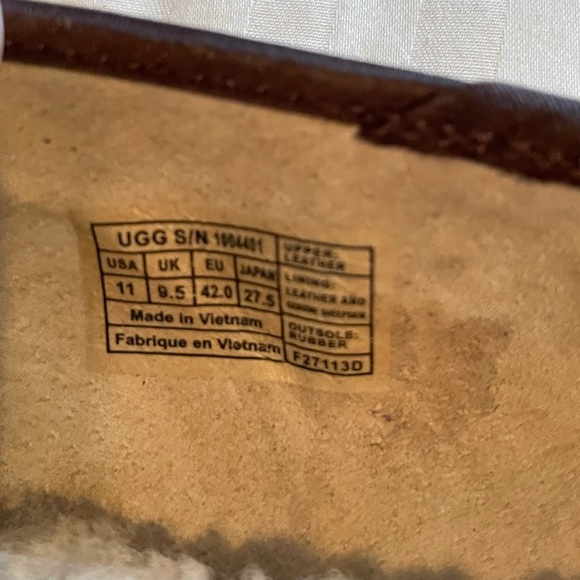 UGG S/N 1004401
USA UK EU JAPAN
11 9.5 42.0 27.5
Made in Vietnam
Fabrique en Vietnam
UPPER:
LEATHER
LINING:
LEATHER AND
GENUINE SHEEPSKIN
OUTSOLE:
RUBBER
F27113D